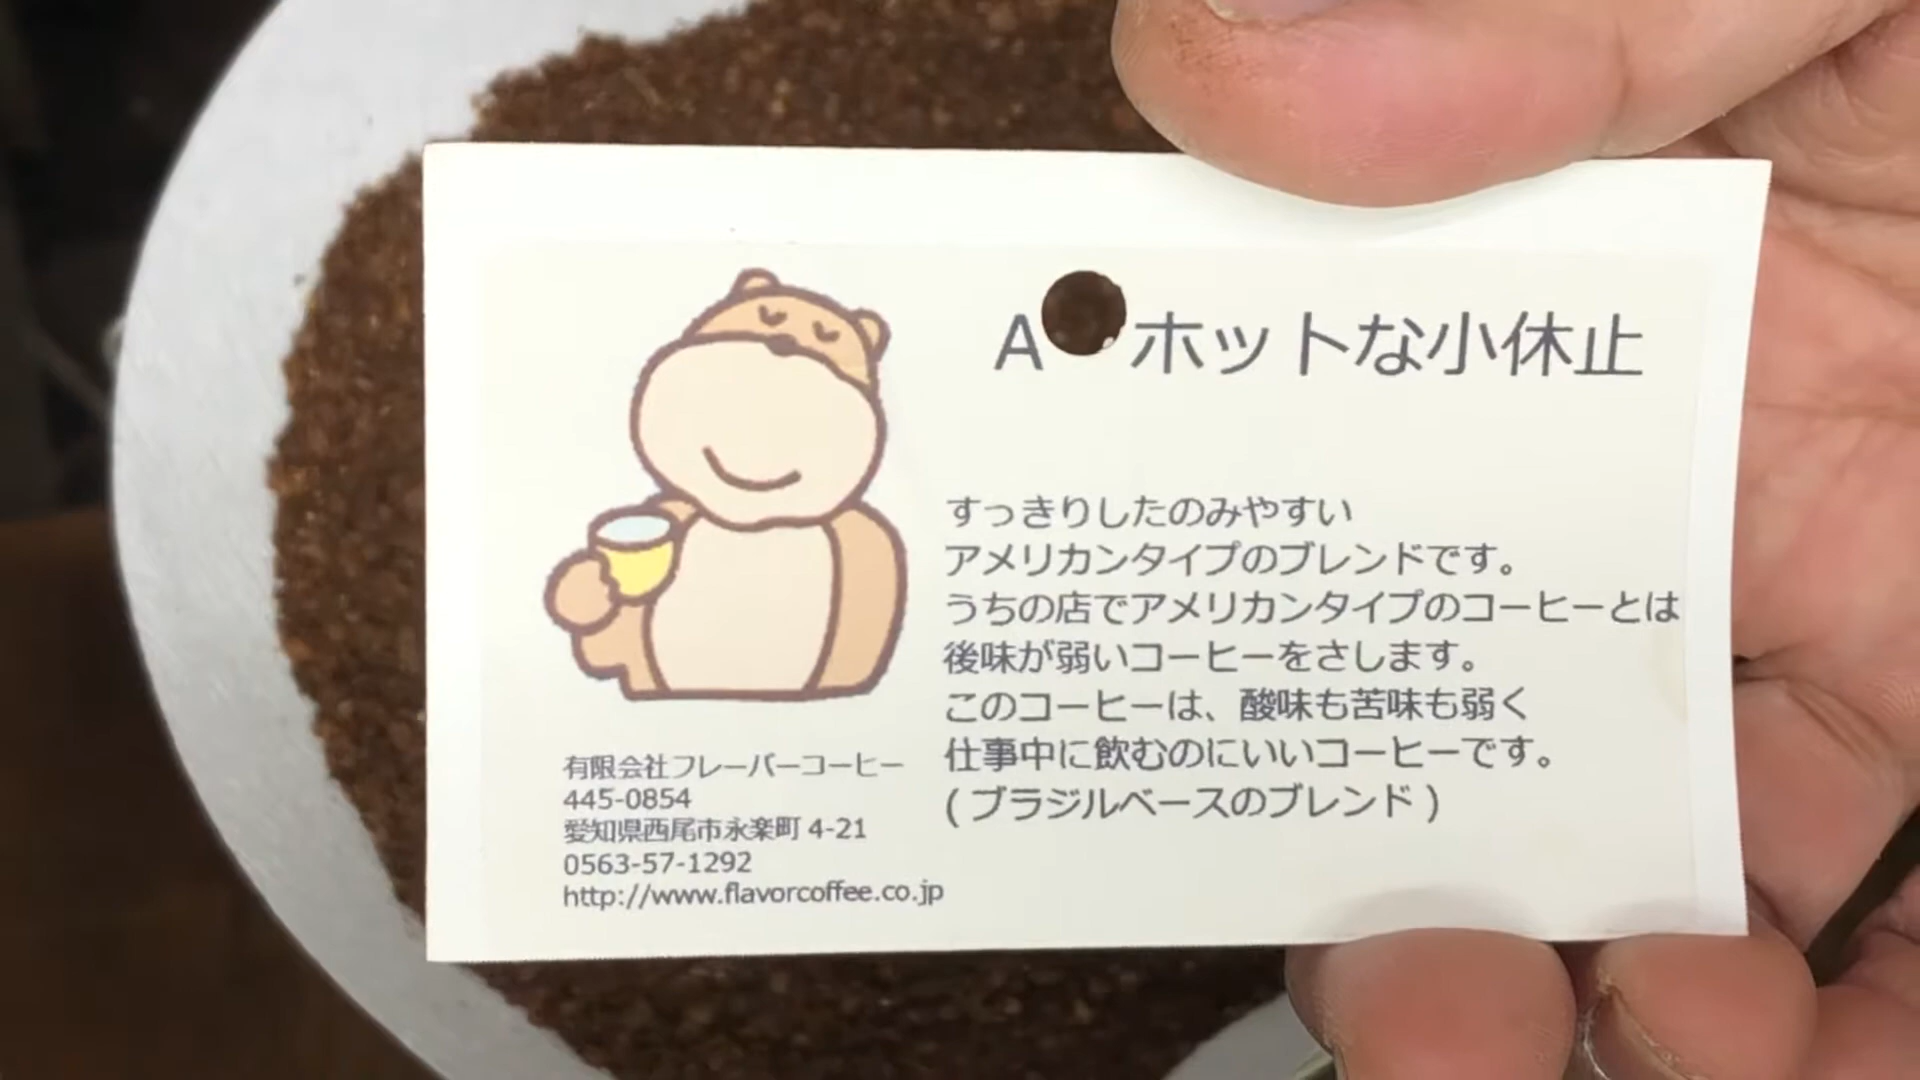 A ホットな小休止
すっきりしたのみやすい
アメリカンタイプのブレンドです。
うちの店でアメリカンタイプのコーヒーとは
後味が弱いコーヒーをさします。
このコーヒーは、酸味も苦味も弱く
仕事中に飲むのにいいコーヒーです。
(ブラジルベースのブレンド)
有限会社フレーバーコーヒー
445-0854
愛知県西尾市永楽町 4-21
0563-57-1292
http://www.flavorcoffee.co.jp